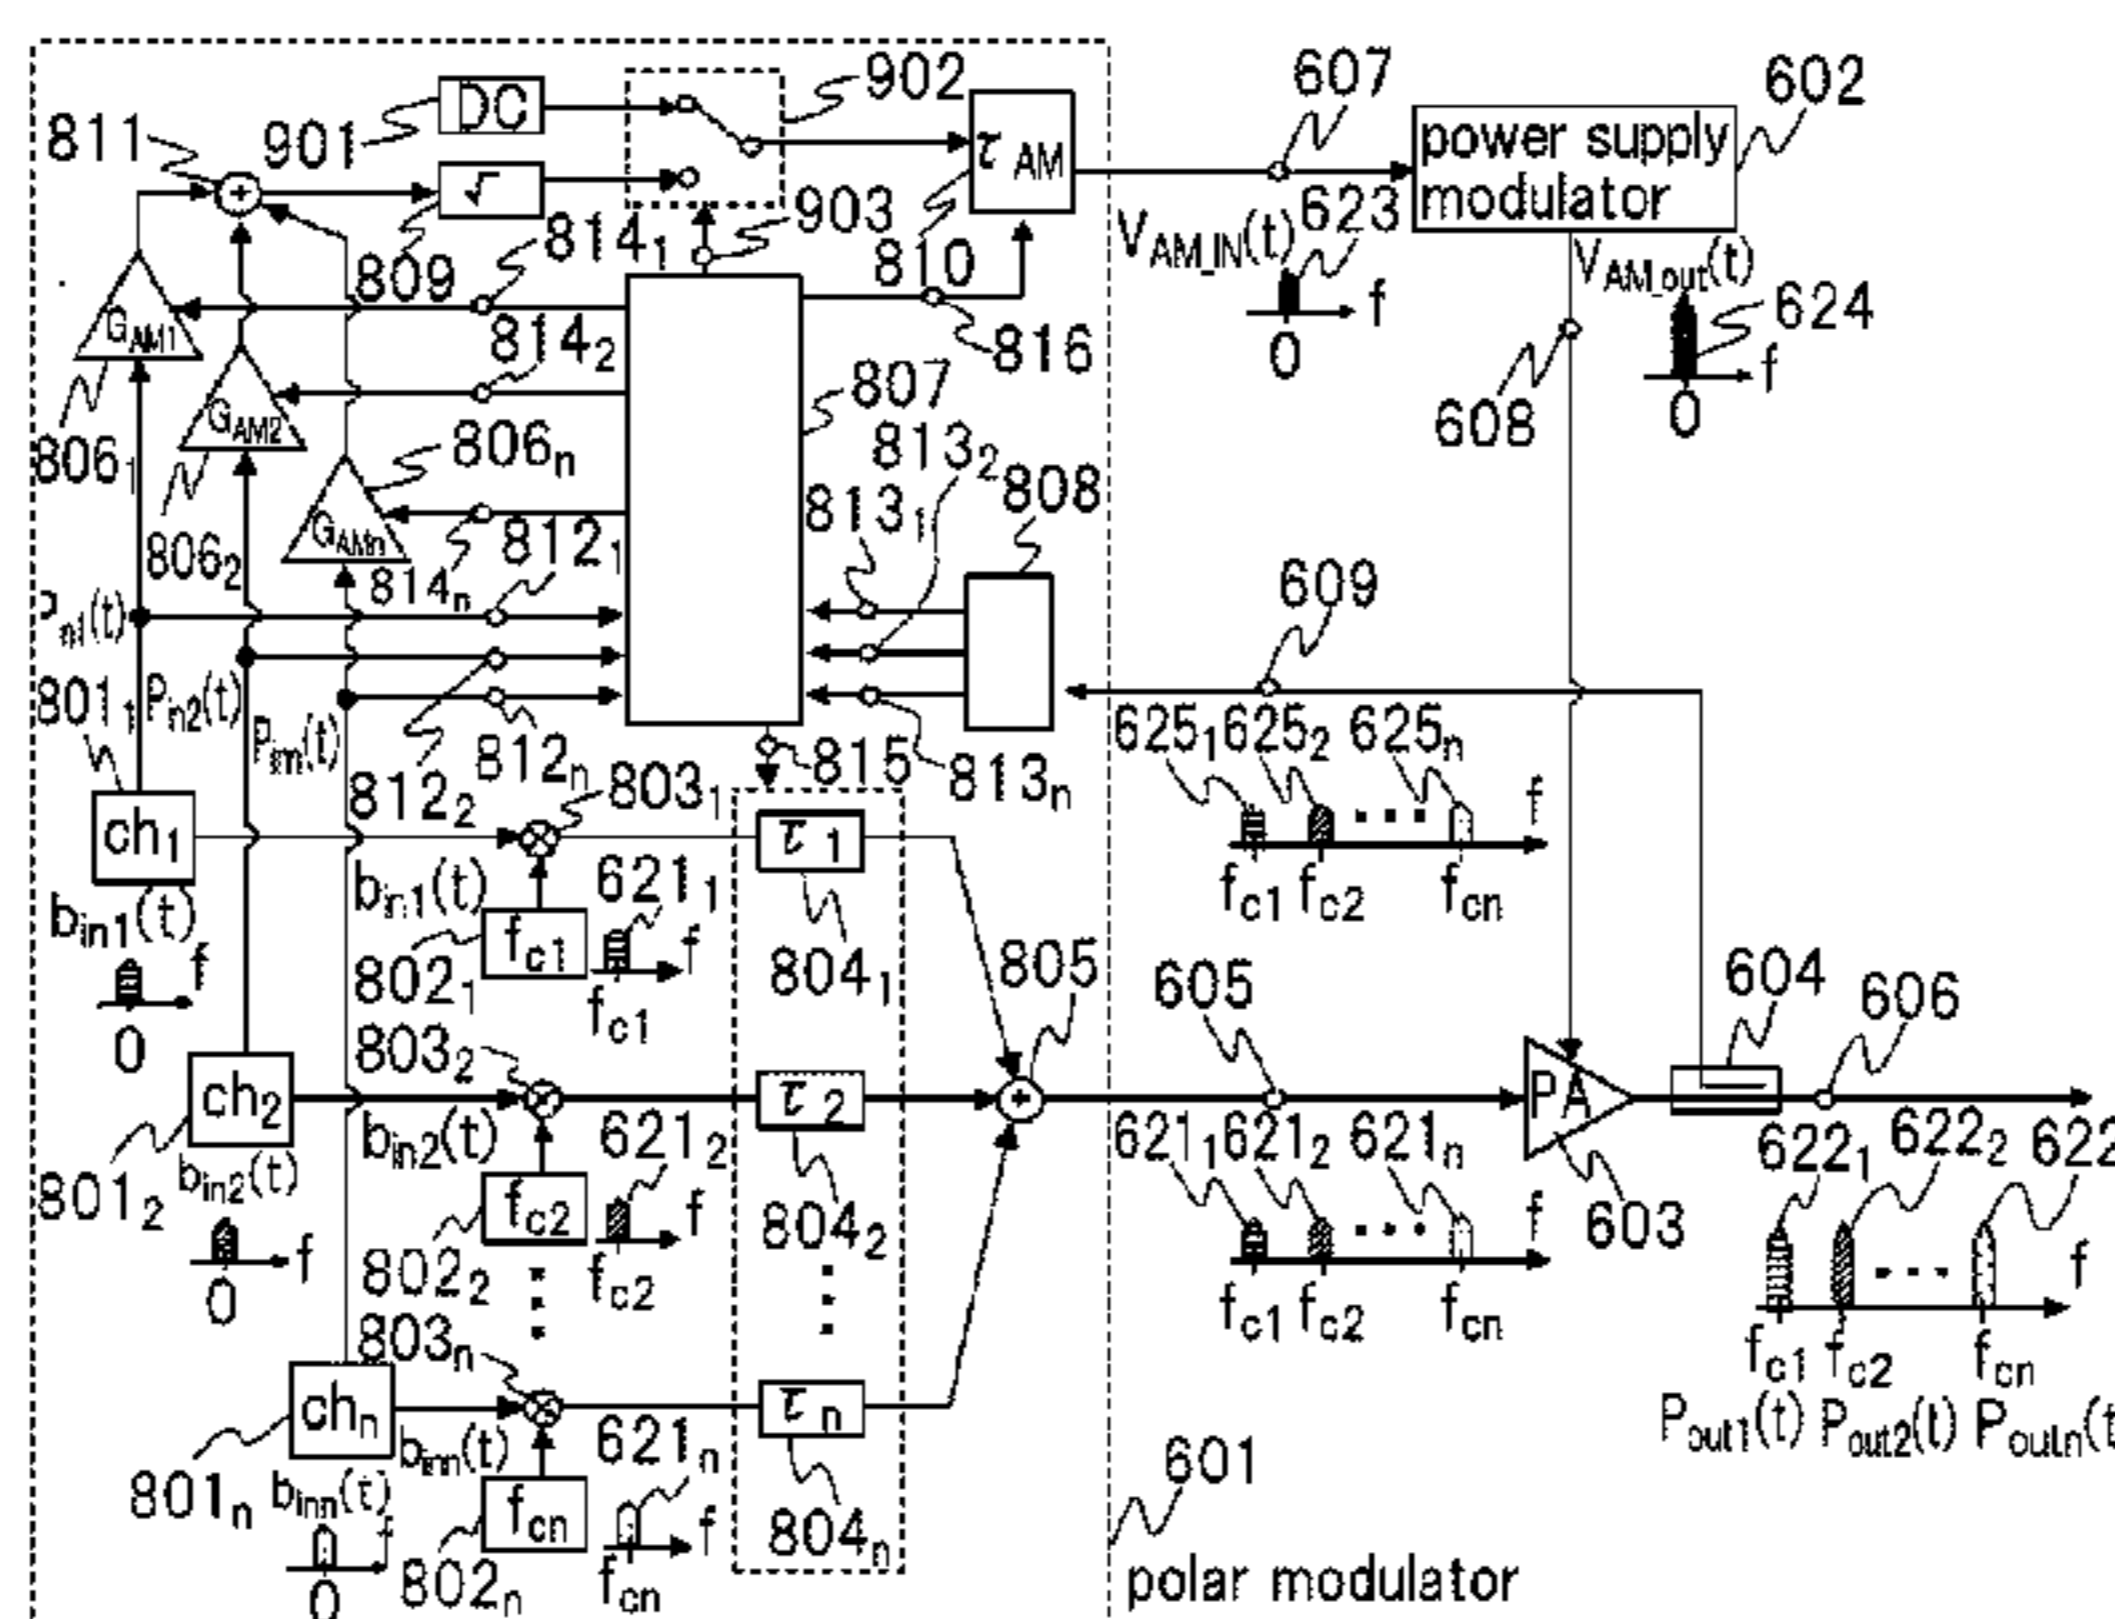 902
607
602
DC
811
901
τ AM
power supply
modulator
+
√
903
623
V_AM_IN(t)
814₁
809
810
V_AM_out(t)
G_AM1
814₂
816
f
624
0
f
807
608
0
G_AM2
806₁
806ₙ
813₂
808
813₁
G_AMn
806₂
812₁
609
814ₙ
801₁
P_in2(t)
812ₙ
815
813ₙ
625₁
625₂
625ₙ
812₂
803₁
f
ch₁
τ 1
b_in1(t)
621₁
f_c1
f_c2
f_cn
b_in1(t)
f
802₁
f_c1
f
804₁
805
605
604
606
0
f_c1
803₂
ch₂
τ 2
+
PA
b_in2(t)
621₂
621₁
621₂
621ₙ
622₁
622₂
622
801₂
b_in2(t)
f_c2
f
804₂
f
603
f
0
802₂
f_c2
f_c1
f_c2
f_cn
f
803ₙ
f_c1
f_c2
f_cn
chₙ
τ n
P_out1(t)
P_out2(t)
P_outn(t
b_inn(t)
621ₙ
601
801ₙ
b_inn(t)
f
f_cn
f
804ₙ
0
802ₙ
f_cn
polar modulator